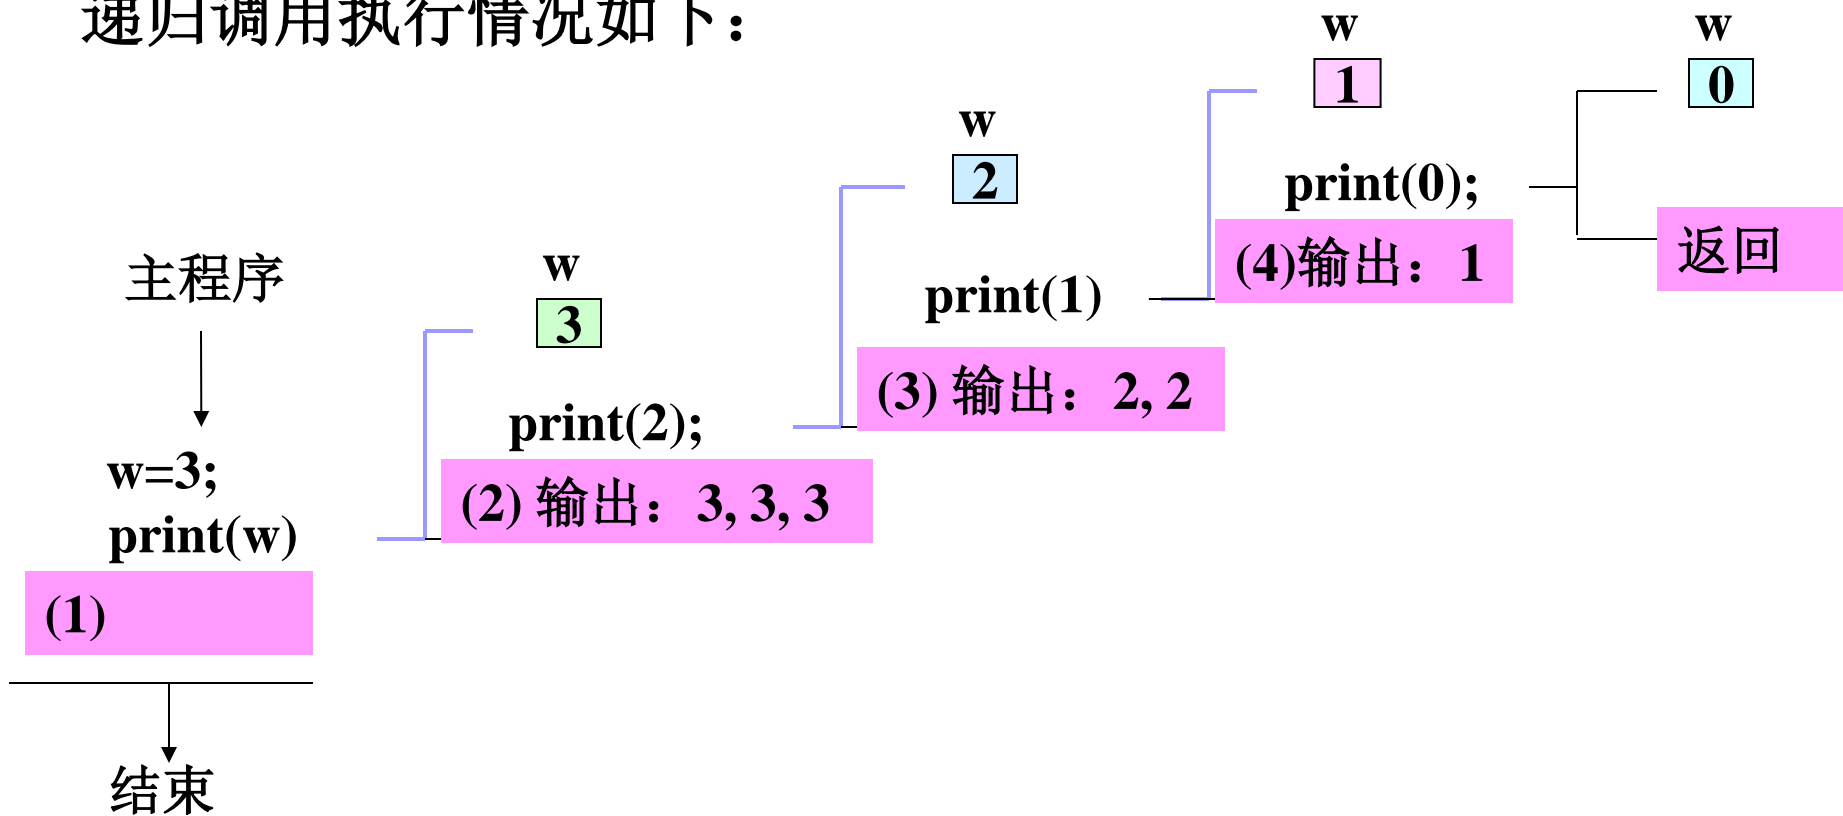 递归调用执行情况如下：
主程序
w=3;
print(w)
(1)
结束
w
3
print(2);
(2) 输出：3, 3, 3
w
2
print(1)
(3) 输出：2, 2
w
1
print(0);
(4)输出：1
w
0
返回